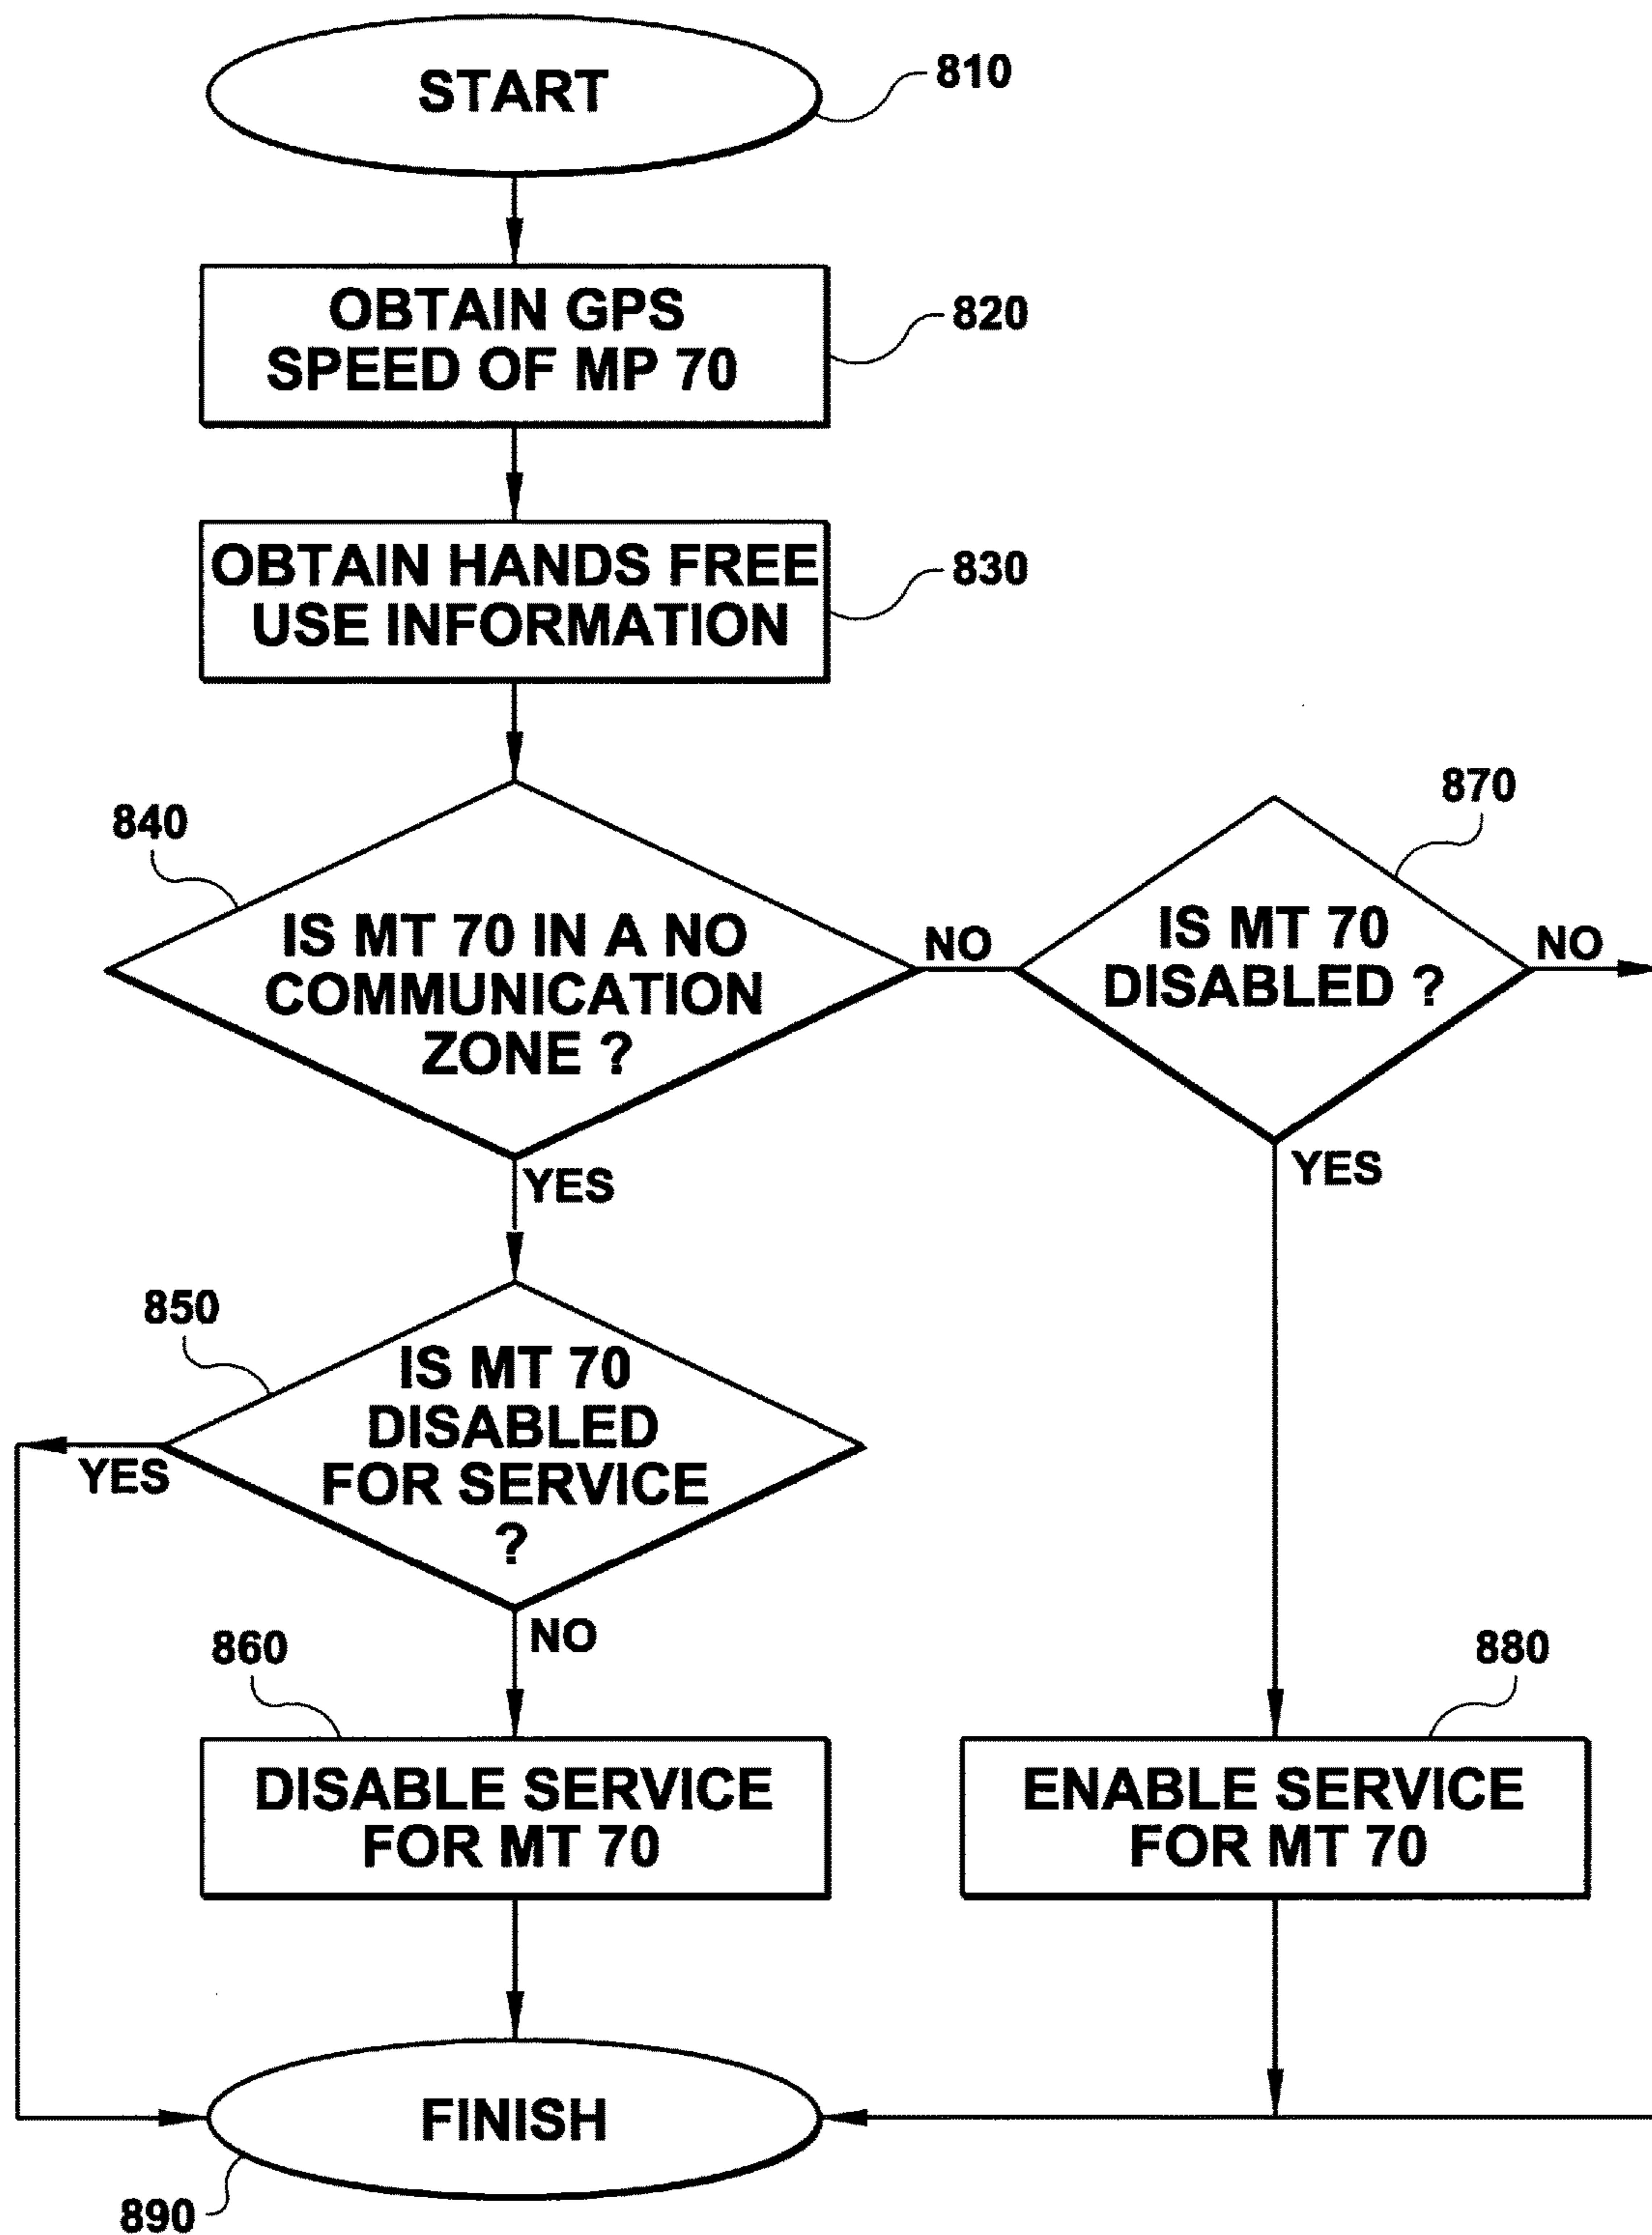 START
810
OBTAIN GPS
SPEED OF MP 70
820
OBTAIN HANDS FREE
USE INFORMATION
830
840
IS MT 70 IN A NO
COMMUNICATION
ZONE ?
NO
YES
870
IS MT 70
DISABLED ?
NO
YES
850
IS MT 70
DISABLED
FOR SERVICE
?
YES
NO
860
DISABLE SERVICE
FOR MT 70
880
ENABLE SERVICE
FOR MT 70
FINISH
890